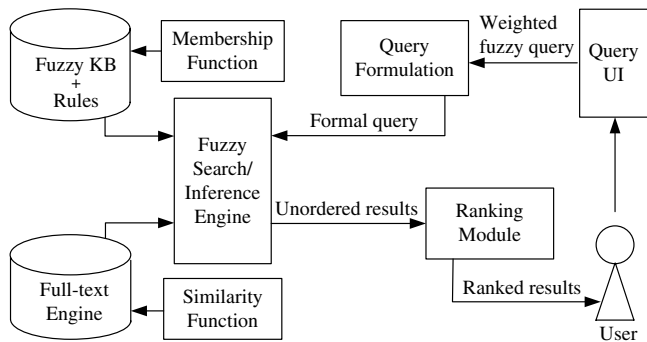 Fuzzy KB
+
Rules
Membership
Function
Query
Formulation
Weighted
fuzzy query
Query
UI
Formal query
Fuzzy
Search/
Inference
Engine
Unordered results
Ranking
Module
Full-text
Engine
Similarity
Function
Ranked results
User